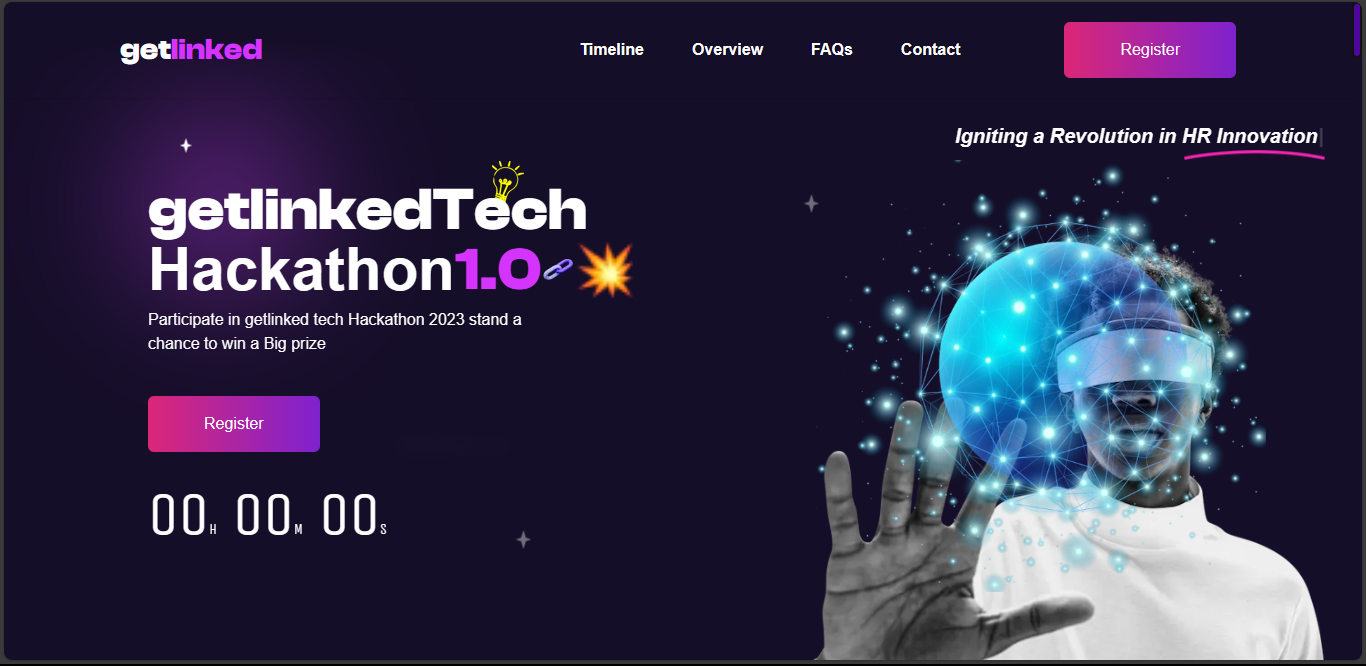 getlinked
Timeline Overview FAQs Contact Register
Igniting a Revolution in HR Innovation
getlinkedTech
Hackathon1.0
Participate in getlinked tech Hackathon 2023 stand a
chance to win a Big prize
Register
00H 00M 00S